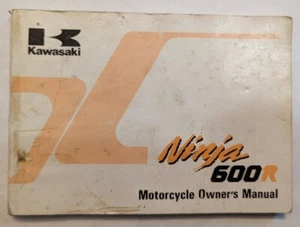 Kawasaki
Ninja
600R
Motorcycle Owner's Manual